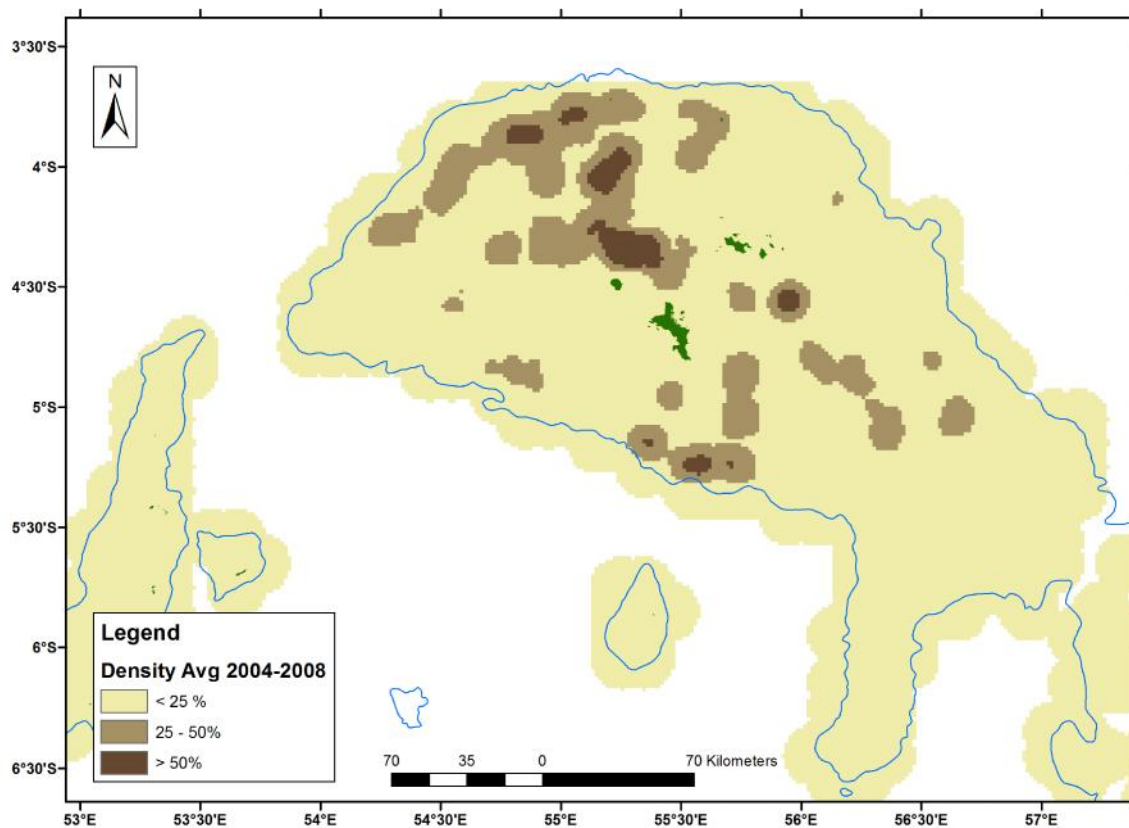 3°30'S
N
4°S
4°30'S
5°S
5°30'S
6°S
6°30'S
Legend
Density Avg 2004-2008
< 25 %
25 - 50%
> 50%
70 35 0 70 Kilometers
53°E 53°30'E 54°E 54°30'E 55°E 55°30'E 56°E 56°30'E 57°E